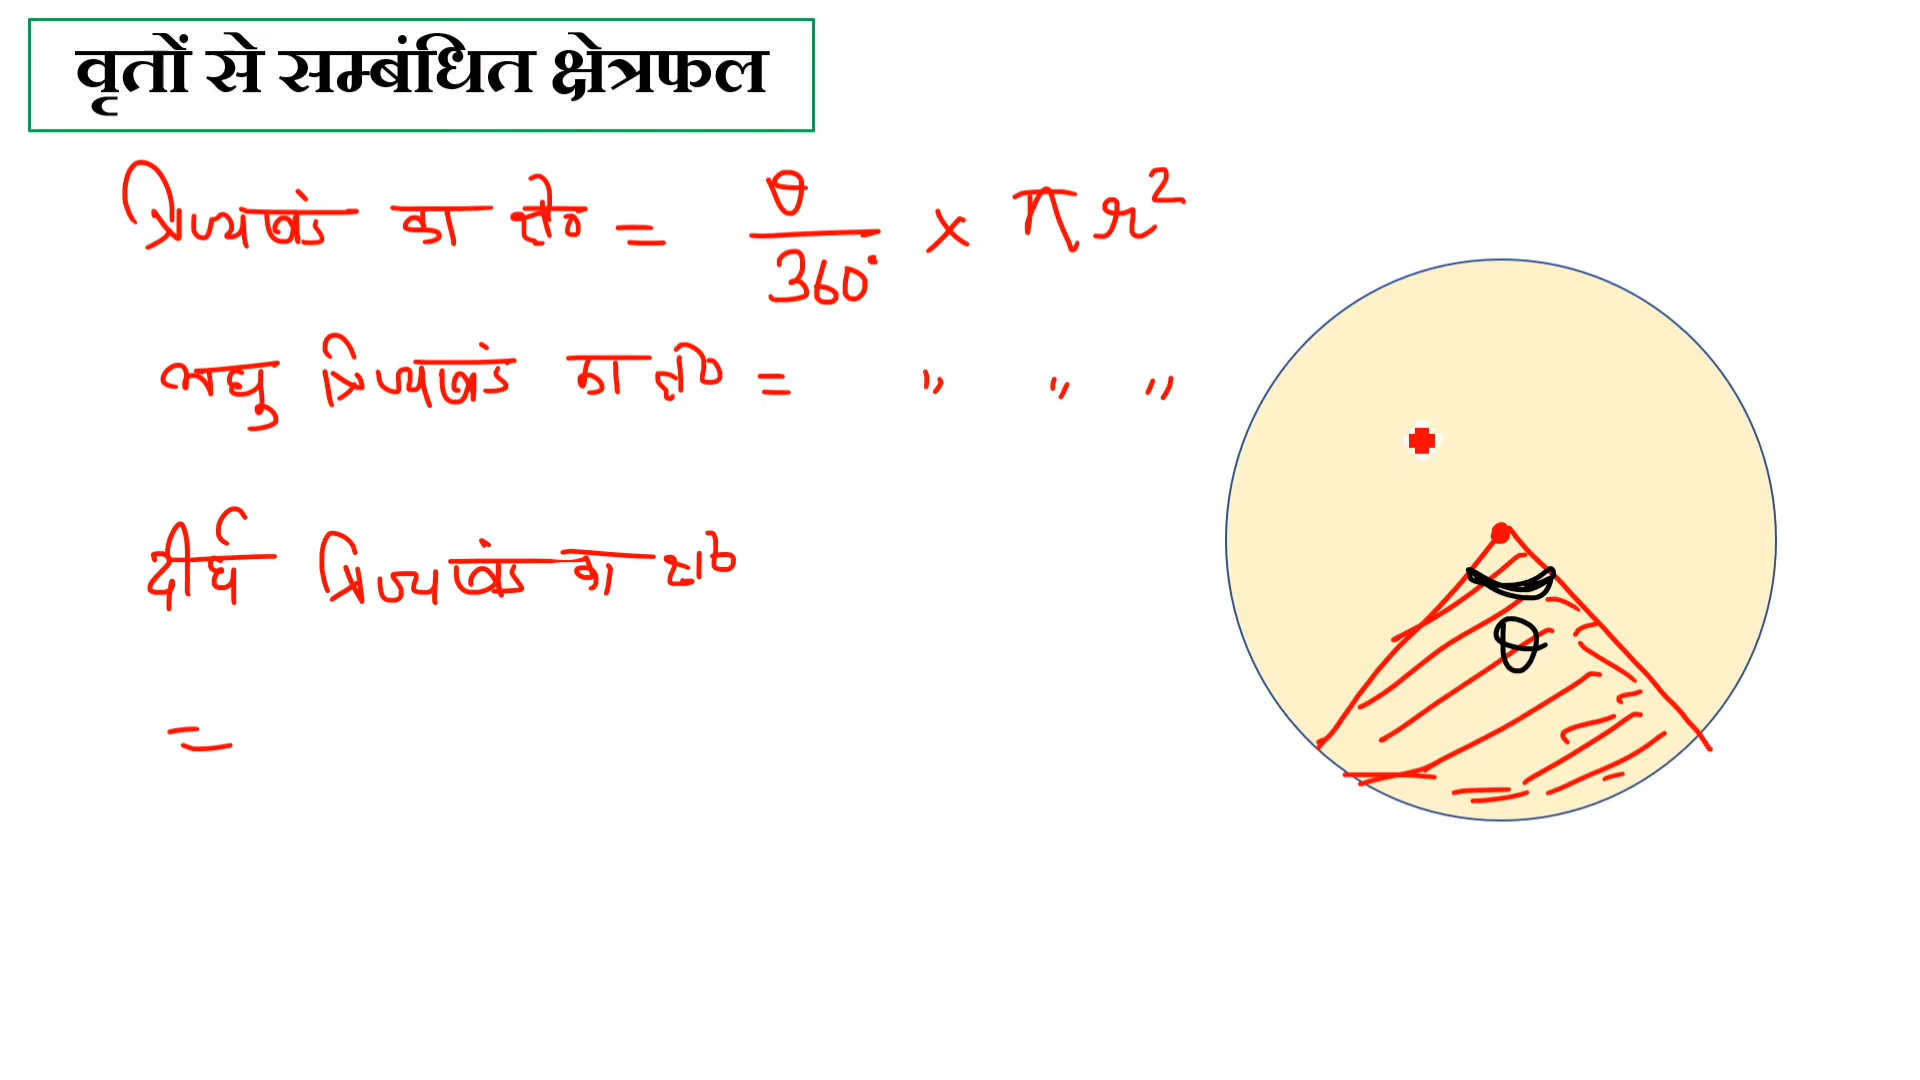 वृतों से सम्बंधित क्षेत्रफल
त्रिज्यखंड का क्षे० = θ/360° × πr²
लघु त्रिज्यखंड का क्षे० = " " "
दीर्घ त्रिज्यखंड का क्षे०
=
θ